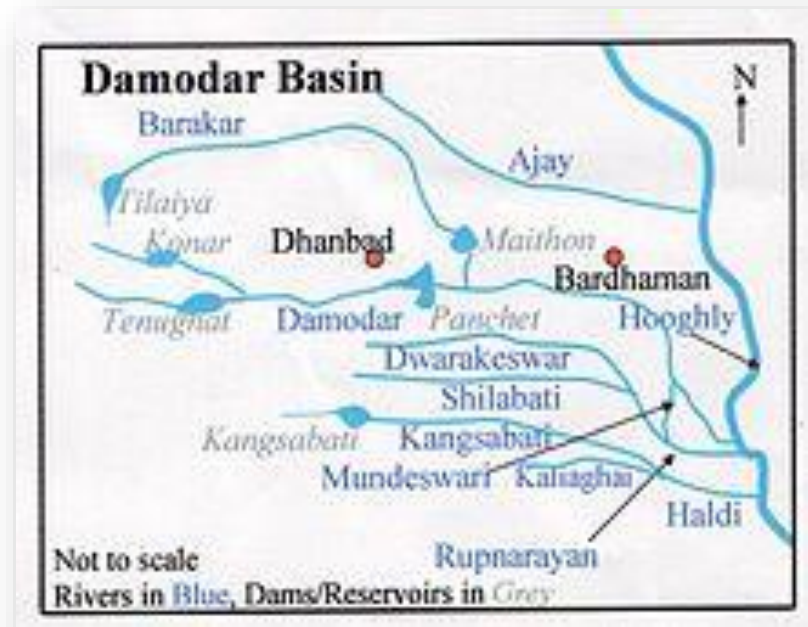 Damodar Basin
N
Barakar
Ajay
Tilaiya
Konar
Dhanbad
Maithon
Bardhaman
Tenughat
Damodar
Panchet
Hooghly
Dwarakeswar
Shilabati
Kangsabati
Kangsabati
Mundeswari
Kaliaghai
Haldi
Rupnarayan
Not to scale
Rivers in Blue, Dams/Reservoirs in Grey